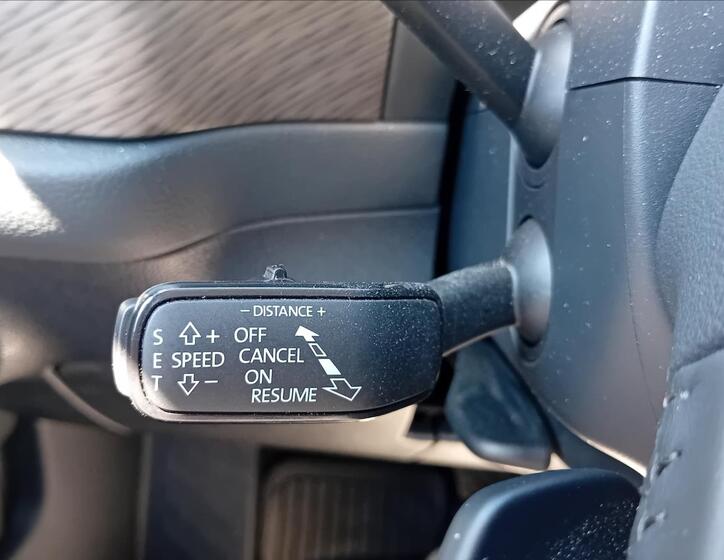 - DISTANCE +
S + OFF
E SPEED CANCEL
T - ON
RESUME